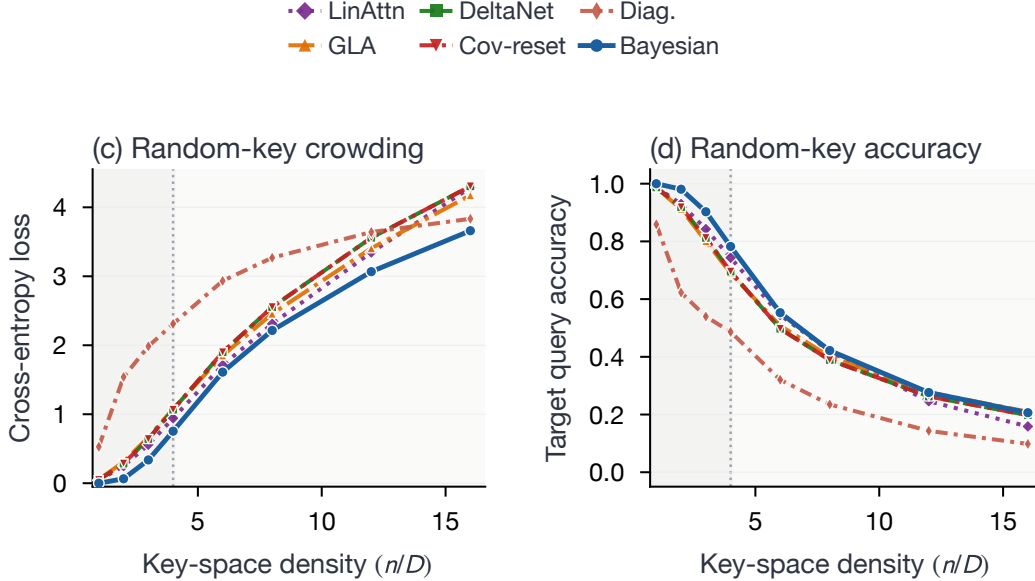 LinAttn DeltaNet Diag.
GLA Cov-reset Bayesian
(c) Random-key crowding
Cross-entropy loss
4
3
2
1
0
5 10 15
Key-space density (n/D)
(d) Random-key accuracy
Target query accuracy
1.0
0.8
0.6
0.4
0.2
0.0
5 10 15
Key-space density (n/D)